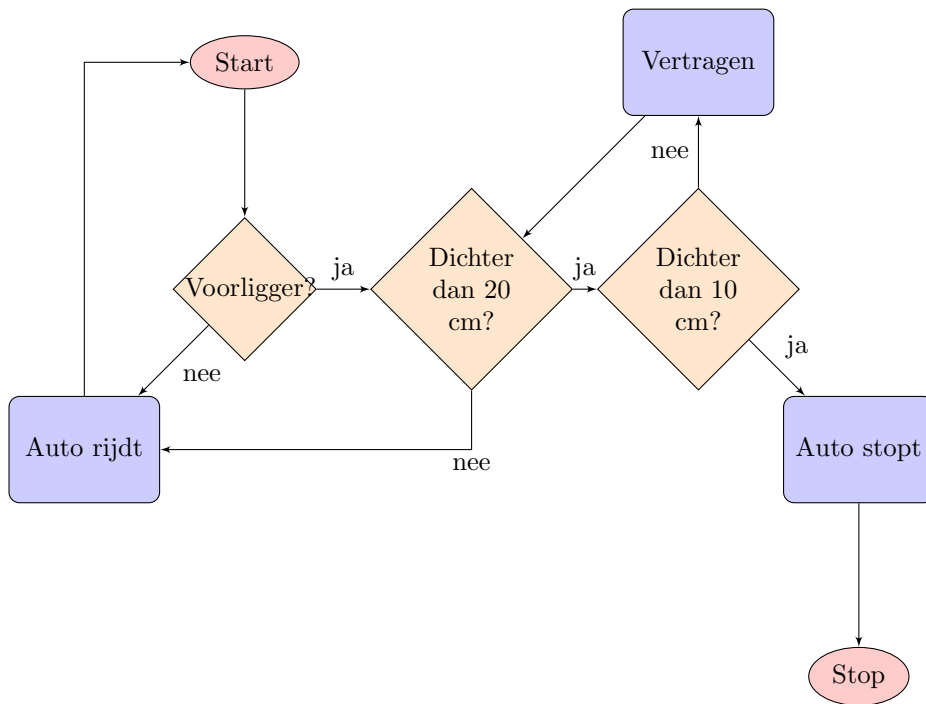 Start
Vertragen
nee
Voorligger?
ja
Dichter
dan 20
cm?
ja
Dichter
dan 10
cm?
ja
nee
Auto rijdt
nee
Auto stopt
Stop